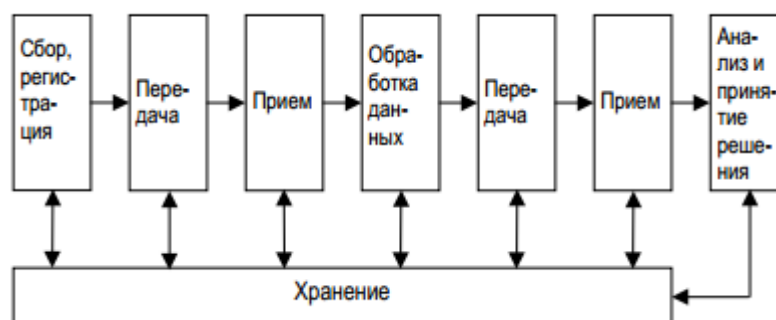 Сбор,
регис-
тра-
ция
Пере-
дача
Прием
Обра-
ботка
дан-
ных
Пере-
дача
Прием
Ана-
лиз и
приня-
тие
реше-
ния
Хранение